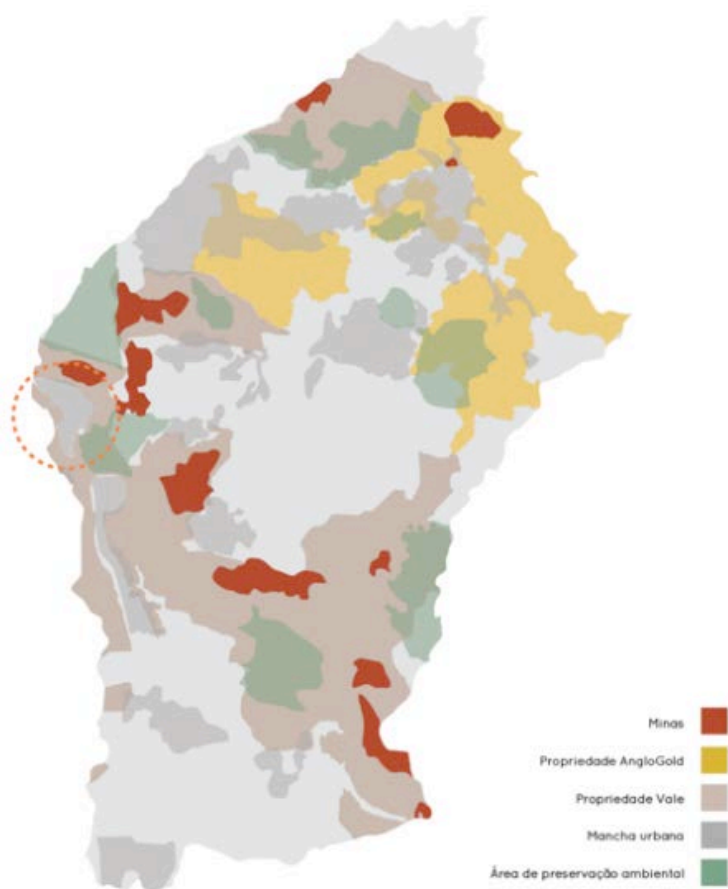 Minas
Propriedade AngloGold
Propriedade Vale
Mancha urbana
Área de preservação ambiental